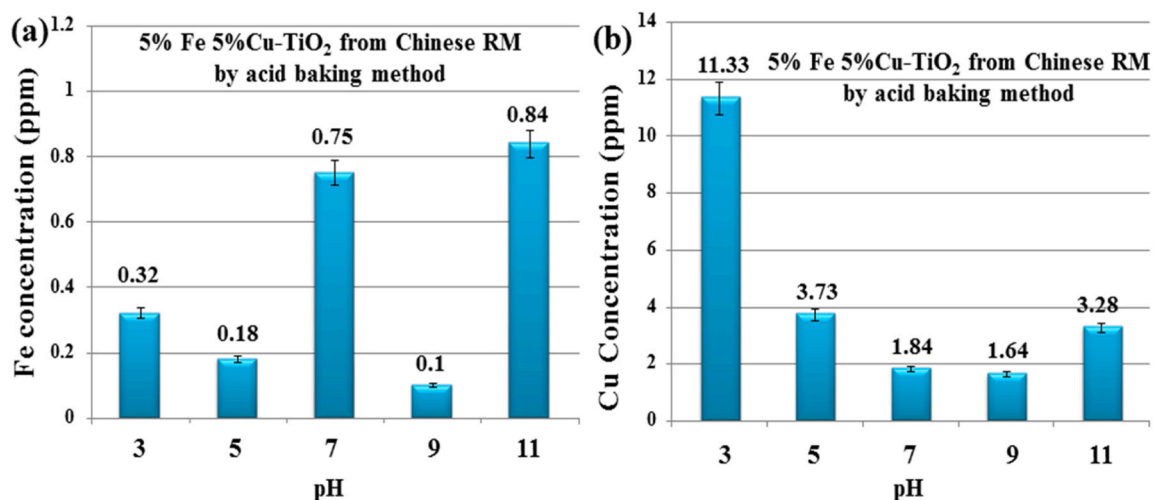 (a)
5% Fe 5%Cu-TiO₂ from Chinese RM
by acid baking method
Fe concentration (ppm)
1.2
1
0.8
0.6
0.4
0.2
0
0.32
0.18
0.75
0.1
0.84
3 5 7 9 11
pH
(b)
5% Fe 5%Cu-TiO₂ from Chinese RM
by acid baking method
Cu Concentration (ppm)
14
12
10
8
6
4
2
0
11.33
3.73
1.84
1.64
3.28
3 5 7 9 11
pH